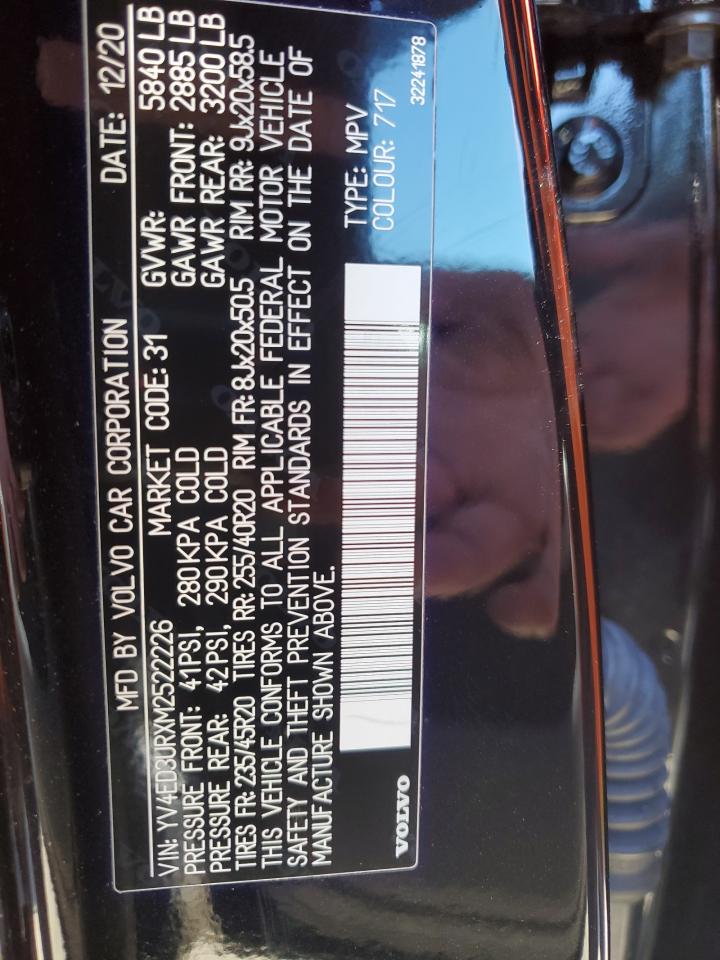 MFD BY VOLVO CAR CORPORATION DATE: 12/20
VIN: YV4ED3URXM2522226 MARKET CODE: 31 GVWR: 5840 LB
PRESSURE FRONT: 41PSI, 280KPA COLD GAWR FRONT: 2885 LB
PRESSURE REAR: 42PSI, 290KPA COLD GAWR REAR: 3200 LB
TIRES FR: 235/45R20 TIRES RR: 255/40R20 RIM FR: 8Jx20x50.5 RIM RR: 9Jx20x58.5
THIS VEHICLE CONFORMS TO ALL APPLICABLE FEDERAL MOTOR VEHICLE
SAFETY AND THEFT PREVENTION STANDARDS IN EFFECT ON THE DATE OF
MANUFACTURE SHOWN ABOVE.
TYPE: MPV
COLOUR: 717
VOLVO
32241878